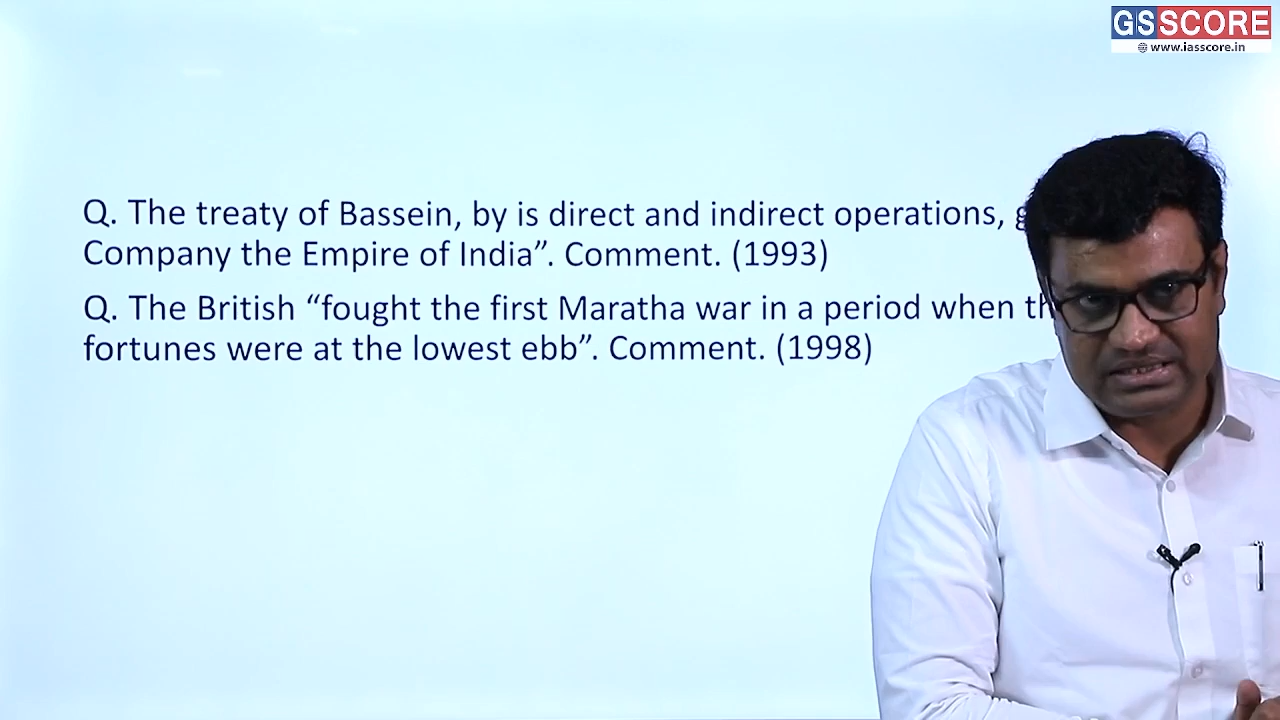 GSSCORE
www.iasscore.in
Q. The treaty of Bassein, by is direct and indirect operations,
Company the Empire of India”. Comment. (1993)
Q. The British “fought the first Maratha war in a period when
fortunes were at the lowest ebb”. Comment. (1998)